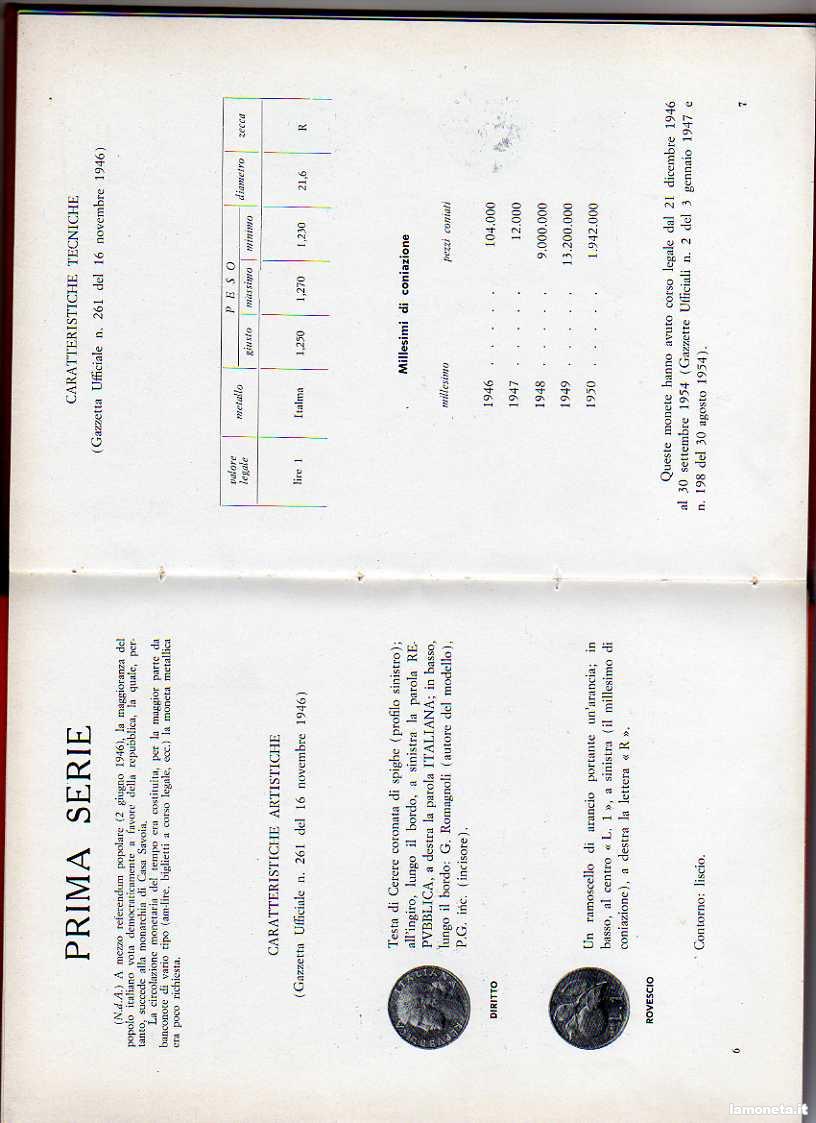 PRIMA SERIE
(N.d.A.) A mezzo referendum popolare (2 giugno 1946), la maggioranza del
popolo italiano vota democraticamente a favore della repubblica, la quale, per-
tanto, succede alla monarchia di Casa Savoia.
La circolazione monetaria del tempo era costituita, per la maggior parte da
banconote di vario tipo (am-lire, biglietti a corso legale, ecc.) la moneta metallica
era poco richiesta.
CARATTERISTICHE ARTISTICHE
(Gazzetta Ufficiale n. 261 del 16 novembre 1946)
DIRITTO
Testa di Cerere coronata di spighe (profilo sinistro);
all'ingiro, lungo il bordo, a sinistra la parola RE-
PVBBLICA, a destra la parola ITALIANA; in basso,
lungo il bordo: G. Romagnoli (autore del modello),
P.G. inc. (incisore).
ROVESCIO
Un ramoscello di arancio portante un'arancia; in
basso, al centro « L. 1 », a sinistra (il millesimo di
coniazione), a destra la lettera « R ».
Contorno: liscio.
6
CARATTERISTICHE TECNICHE
(Gazzetta Ufficiale n. 261 del 16 novembre 1946)
valore legale metallo PESO diametro zecca
giusto massimo minimo
lire 1 Italma 1,250 1,270 1,230 21,6 R
Millesimi di coniazione
millesimo pezzi coniati
1946 . . . . . 104.000
1947 . . . . . 12.000
1948 . . . . . 9.000.000
1949 . . . . . 13.200.000
1950 . . . . . 1.942.000
Queste monete hanno avuto corso legale dal 21 dicembre 1946
al 30 settembre 1954 (Gazzette Ufficiali n. 2 del 3 gennaio 1947 e
n. 198 del 30 agosto 1954).
7
lamoneta.it